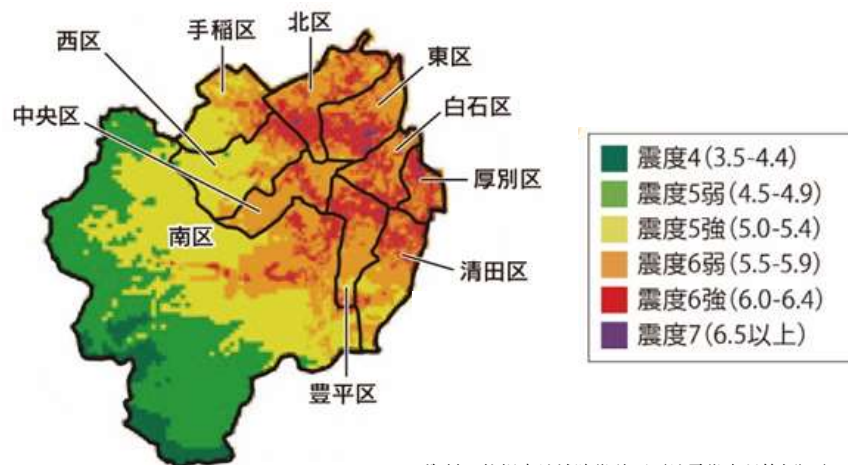 手稲区
北区
西区
東区
中央区
白石区
厚別区
南区
清田区
豊平区
震度4(3.5-4.4)
震度5弱(4.5-4.9)
震度5強(5.0-5.4)
震度6弱(5.5-5.9)
震度6強(6.0-6.4)
震度7(6.5以上)